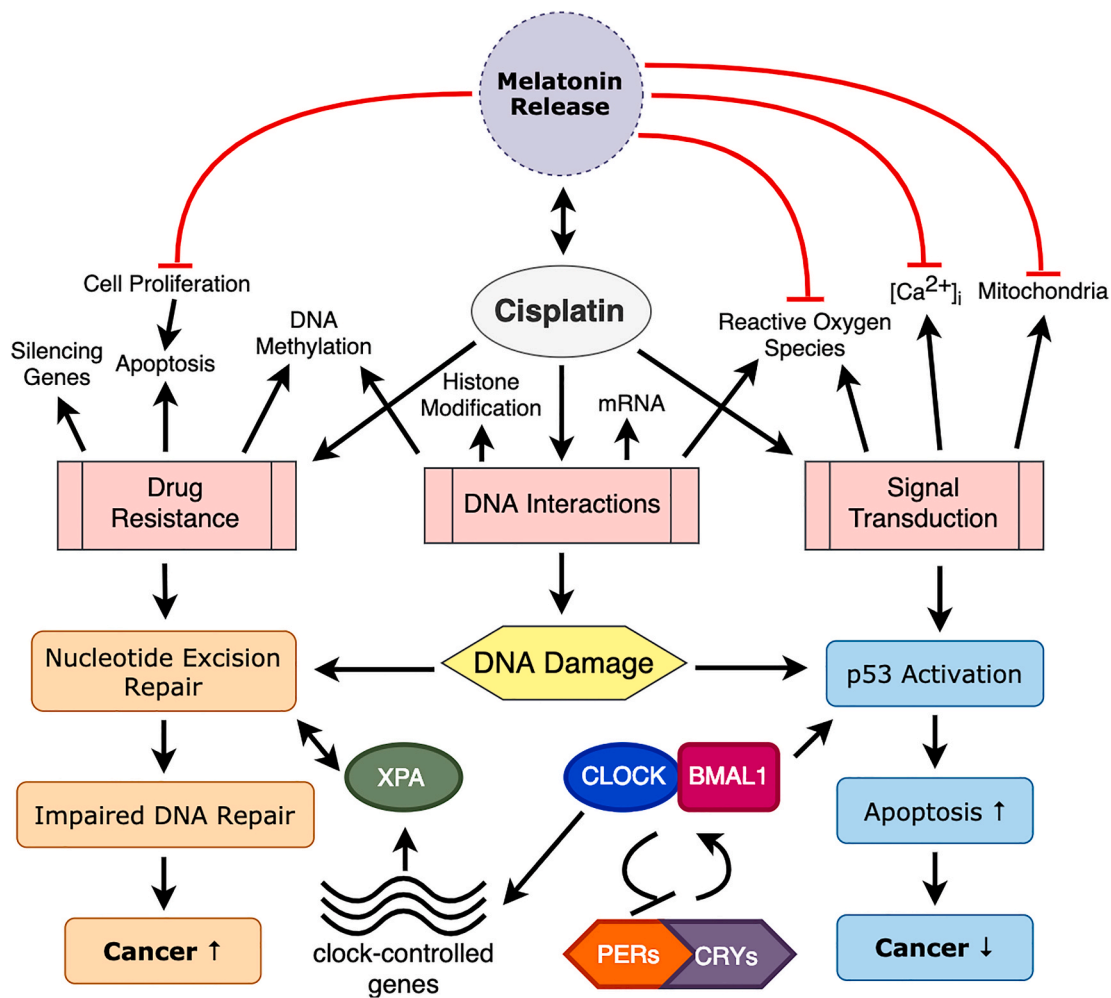 Melatonin
Release
Cell Proliferation
[Ca2+]i
Mitochondria
Cisplatin
DNA
Methylation
Reactive Oxygen
Species
Silencing
Genes
Apoptosis
Histone
Modification
mRNA
Drug
Resistance
DNA Interactions
Signal
Transduction
Nucleotide Excision
Repair
DNA Damage
p53 Activation
XPA
CLOCK
BMAL1
Impaired DNA Repair
Apoptosis ↑
clock-controlled
genes
PERs
CRYs
Cancer ↑
Cancer ↓